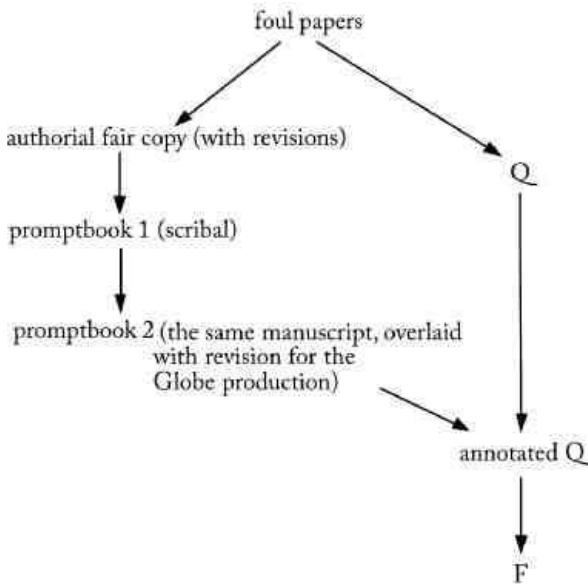 foul papers
authorial fair copy (with revisions)
Q
promptbook 1 (scribal)
promptbook 2 (the same manuscript, overlaid
with revision for the
Globe production)
annotated Q
F